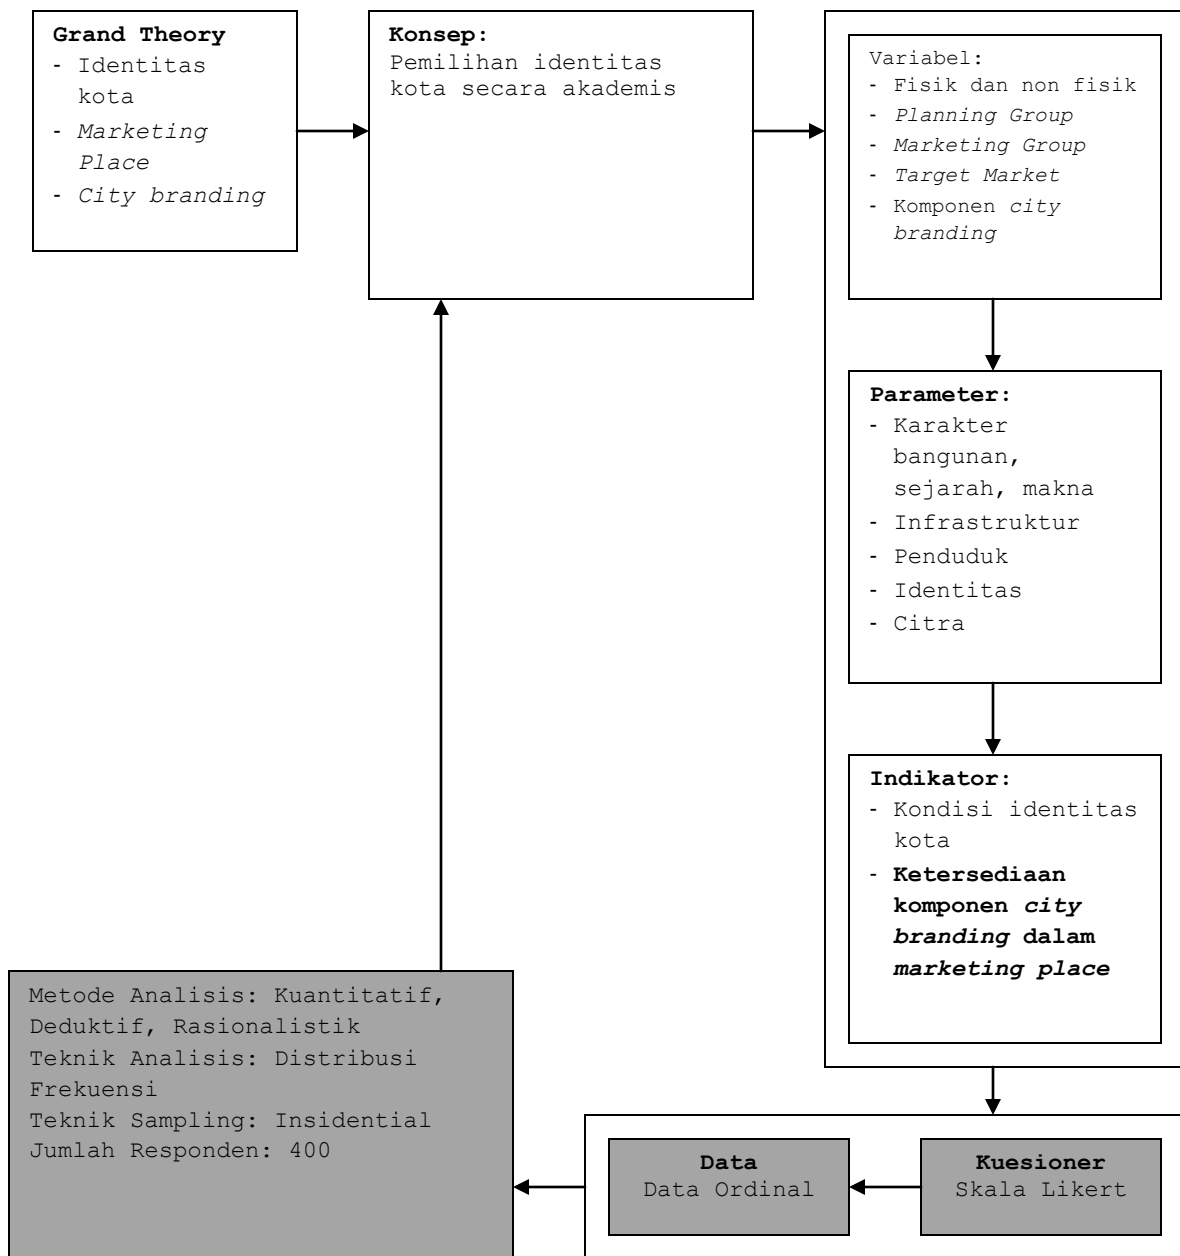 Grand Theory
- Identitas
kota
- Marketing
Place
- City branding
Konsep:
Pemilihan identitas
kota secara akademis
Variabel:
- Fisik dan non fisik
- Planning Group
- Marketing Group
- Target Market
- Komponen city
branding
Parameter:
- Karakter
bangunan,
sejarah, makna
- Infrastruktur
- Penduduk
- Identitas
- Citra
Indikator:
- Kondisi identitas
kota
- Ketersediaan
komponen city
branding dalam
marketing place
Kuesioner
Skala Likert
Data
Data Ordinal
Metode Analisis: Kuantitatif,
Deduktif, Rasionalistik
Teknik Analisis: Distribusi
Frekuensi
Teknik Sampling: Insidential
Jumlah Responden: 400